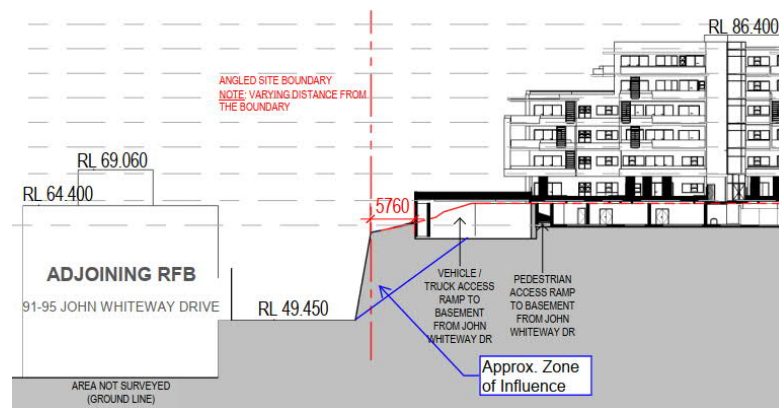 RL 86.400
ANGLED SITE BOUNDARY
NOTE: VARYING DISTANCE FROM
THE BOUNDARY
RL 69.060
RL 64.400
5760
ADJOINING RFB
91-95 JOHN WHITEWAY DRIVE
RL 49.450
VEHICLE /
TRUCK ACCESS
RAMP TO
BASEMENT
FROM JOHN
WHITEWAY DR
PEDESTRIAN
ACCESS RAMP
TO BASEMENT
FROM JOHN
WHITEWAY DR
Approx. Zone
of Influence
AREA NOT SURVEYED
(GROUND LINE)